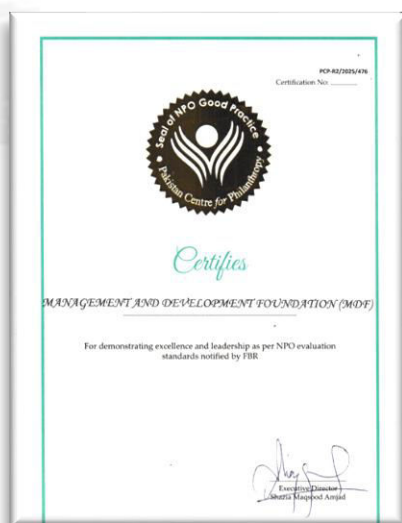 PCP-R2/2025/476
Certification No: ________
Seal of NPO Good Practice
Pakistan Centre for Philanthropy
Certifies
MANAGEMENT AND DEVELOPMENT FOUNDATION (MDF)
For demonstrating excellence and leadership as per NPO evaluation
standards notified by FBR
Executive Director
Shazia Maqsood Amjad